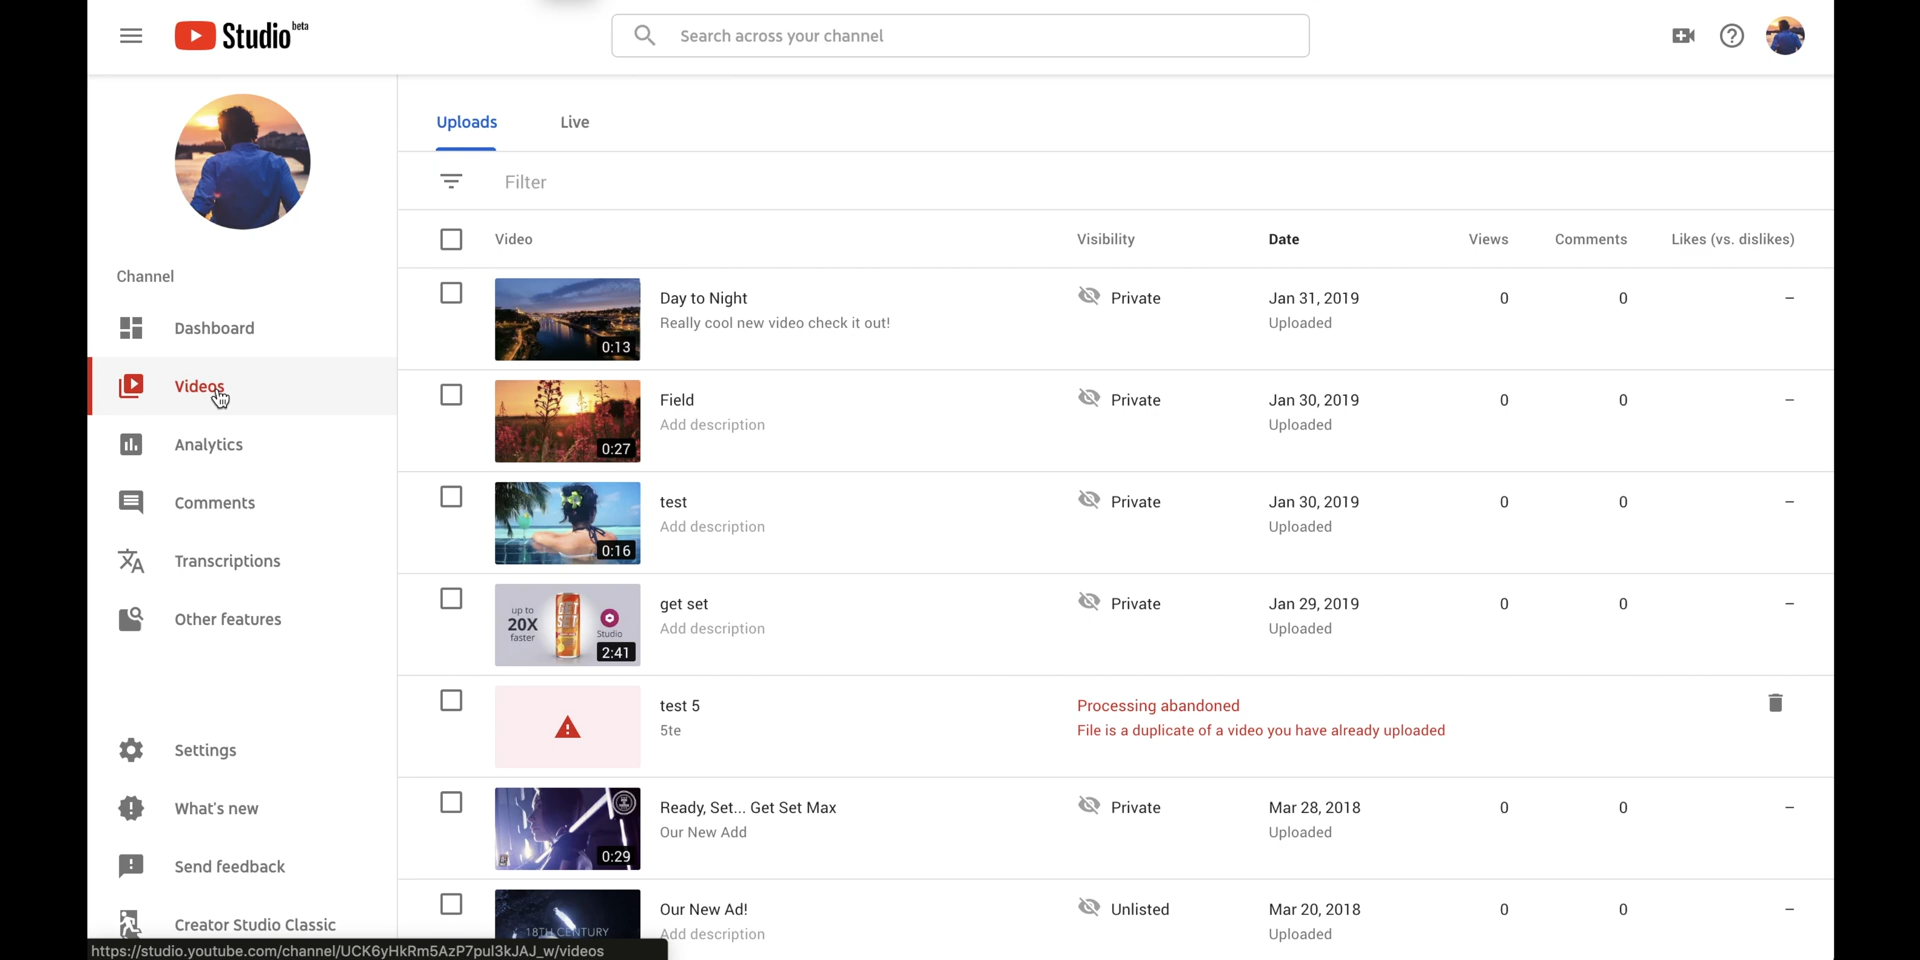 Studio beta
Search across your channel
Uploads Live
Filter
Video Visibility Date Views Comments Likes (vs. dislikes)
Channel
Dashboard
Videos
Analytics
Comments
Transcriptions
Other features
Settings
What's new
Send feedback
Creator Studio Classic
0:13 Day to Night Private Jan 31, 2019 0 0 –
Really cool new video check it out! Uploaded
0:27 Field Private Jan 30, 2019 0 0 –
Add description Uploaded
0:16 test Private Jan 30, 2019 0 0 –
Add description Uploaded
up to
20X
faster
GET
SET
Studio
2:41
get set Private Jan 29, 2019 0 0 –
Add description Uploaded
test 5 Processing abandoned
5te File is a duplicate of a video you have already uploaded
0:29 Ready, Set... Get Set Max Private Mar 28, 2018 0 0 –
Our New Add Uploaded
18TH CENTURY
Our New Ad! Unlisted Mar 20, 2018 0 0 –
Add description Uploaded
https://studio.youtube.com/channel/UCK6yHkRm5AzP7pul3kJAJ_w/videos